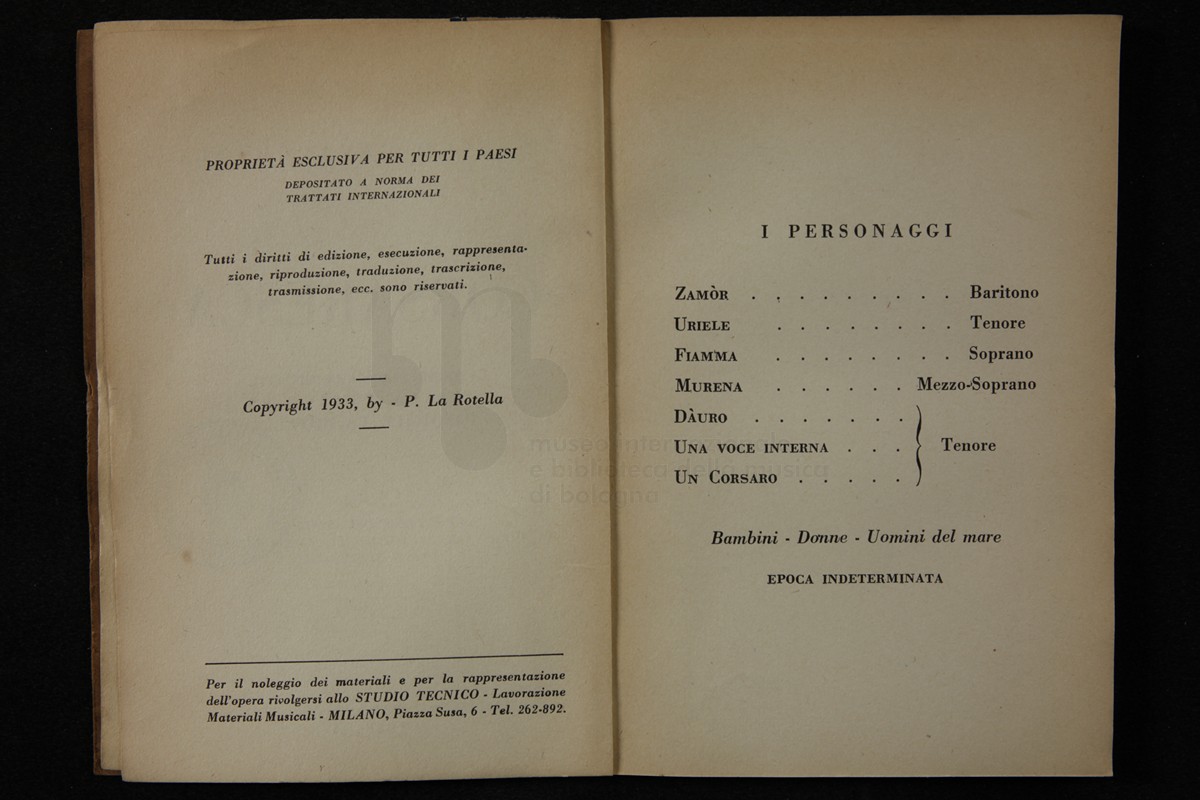 PROPRIETÀ ESCLUSIVA PER TUTTI I PAESI
DEPOSITATO A NORMA DEI
TRATTATI INTERNAZIONALI
Tutti i diritti di edizione, esecuzione, rappresenta-
zione, riproduzione, traduzione, trascrizione,
trasmissione, ecc. sono riservati.
Copyright 1933, by - P. La Rotella
Per il noleggio dei materiali e per la rappresentazione
dell'opera rivolgersi allo STUDIO TECNICO - Lavorazione
Materiali Musicali - MILANO, Piazza Susa, 6 - Tel. 262-892.
I PERSONAGGI
ZAMÒR . . . . . . . . . Baritono
URIELE . . . . . . . . Tenore
FIAMMA . . . . . . . . Soprano
MURENA . . . . . . Mezzo-Soprano
DÀURO . . . . . . .
UNA VOCE INTERNA . . . Tenore
UN CORSARO . . . . .
Bambini - Donne - Uomini del mare
EPOCA INDETERMINATA
museo internazionale
e biblioteca della musica
di bologna